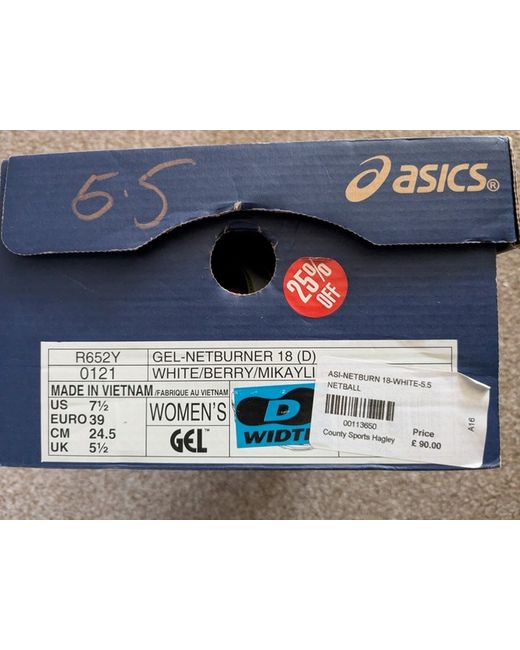 5.5
asics®
25%
OFF
R652Y GEL-NETBURNER 18 (D)
0121 WHITE/BERRY/MIKAYLI
MADE IN VIETNAM /FABRIQUE AU VIETNAM
US 7½
EURO 39
CM 24.5
UK 5½
WOMEN'S
GEL™
D
WIDTH
ASI-NETBURN 18-WHITE-5.5
NETBALL
00113650
County Sports Hagley
Price
£ 90.00
A16